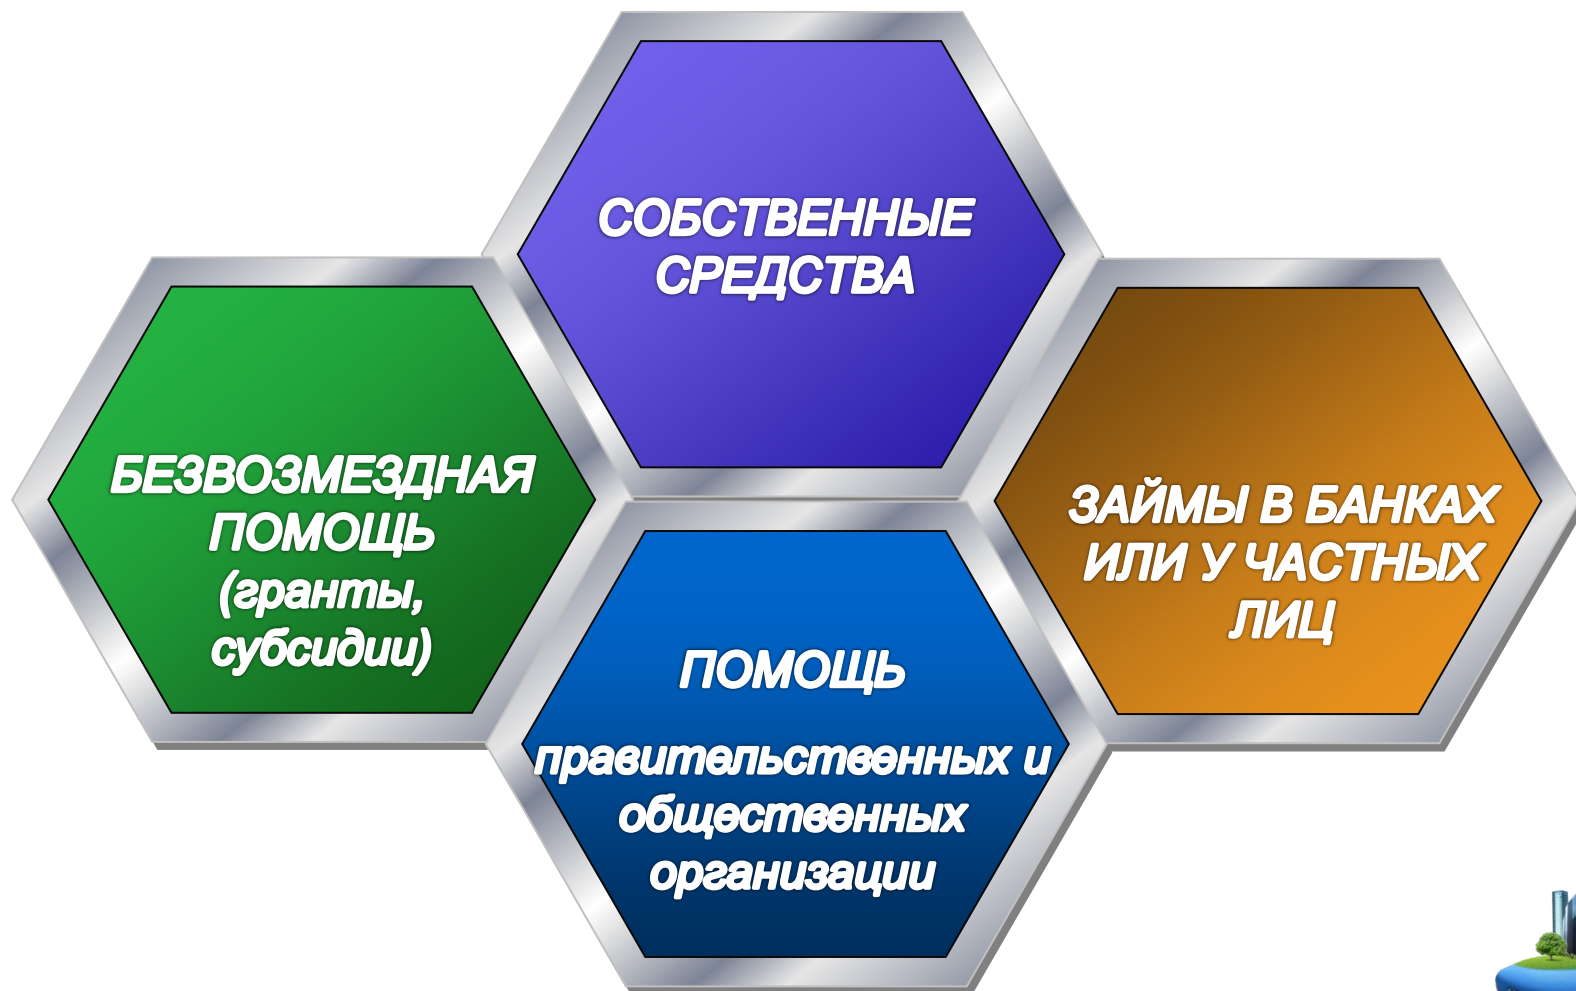 СОБСТВЕННЫЕ
СРЕДСТВА
БЕЗВОЗМЕЗДНАЯ
ПОМОЩЬ
(гранты,
субсидии)
ЗАЙМЫ В БАНКАХ
ИЛИ У ЧАСТНЫХ
ЛИЦ
ПОМОЩЬ
правительственных и
общественных
организации